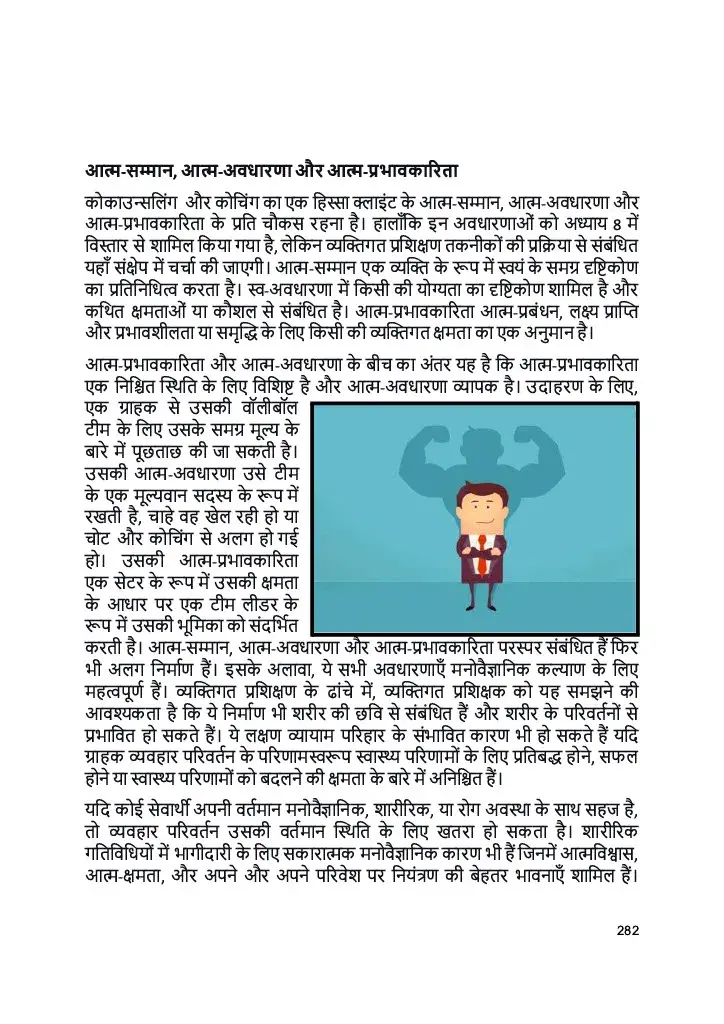 आत्म-सम्मान, आत्म-अवधारणा और आत्म-प्रभावकारिता
कोकाउन्सलिंग और कोचिंग का एक हिस्सा क्लाइंट के आत्म-सम्मान, आत्म-अवधारणा और
आत्म-प्रभावकारिता के प्रति चौकस रहना है। हालाँकि इन अवधारणाओं को अध्याय 8 में
विस्तार से शामिल किया गया है, लेकिन व्यक्तिगत प्रशिक्षण तकनीकों की प्रक्रिया से संबंधित
यहाँ संक्षेप में चर्चा की जाएगी। आत्म-सम्मान एक व्यक्ति के रूप में स्वयं के समग्र दृष्टिकोण
का प्रतिनिधित्व करता है। स्व-अवधारणा में किसी की योग्यता का दृष्टिकोण शामिल है और
कथित क्षमताओं या कौशल से संबंधित है। आत्म-प्रभावकारिता आत्म-प्रबंधन, लक्ष्य प्राप्ति
और प्रभावशीलता या समृद्धि के लिए किसी की व्यक्तिगत क्षमता का एक अनुमान है।
आत्म-प्रभावकारिता और आत्म-अवधारणा के बीच का अंतर यह है कि आत्म-प्रभावकारिता
एक निश्चित स्थिति के लिए विशिष्ट है और आत्म-अवधारणा व्यापक है। उदाहरण के लिए,
एक ग्राहक से उसकी वॉलीबॉल
टीम के लिए उसके समग्र मूल्य के
बारे में पूछताछ की जा सकती है।
उसकी आत्म-अवधारणा उसे टीम
के एक मूल्यवान सदस्य के रूप में
रखती है, चाहे वह खेल रही हो या
चोट और कोचिंग से अलग हो गई
हो। उसकी आत्म-प्रभावकारिता
एक सेटर के रूप में उसकी क्षमता
के आधार पर एक टीम लीडर के
रूप में उसकी भूमिका को संदर्भित
करती है। आत्म-सम्मान, आत्म-अवधारणा और आत्म-प्रभावकारिता परस्पर संबंधित हैं फिर
भी अलग निर्माण हैं। इसके अलावा, ये सभी अवधारणाएँ मनोवैज्ञानिक कल्याण के लिए
महत्वपूर्ण हैं। व्यक्तिगत प्रशिक्षण के ढांचे में, व्यक्तिगत प्रशिक्षक को यह समझने की
आवश्यकता है कि ये निर्माण भी शरीर की छवि से संबंधित हैं और शरीर के परिवर्तनों से
प्रभावित हो सकते हैं। ये लक्षण व्यायाम परिहार के संभावित कारण भी हो सकते हैं यदि
ग्राहक व्यवहार परिवर्तन के परिणामस्वरूप स्वास्थ्य परिणामों के लिए प्रतिबद्ध होने, सफल
होने या स्वास्थ्य परिणामों को बदलने की क्षमता के बारे में अनिश्चित हैं।
यदि कोई सेवार्थी अपनी वर्तमान मनोवैज्ञानिक, शारीरिक, या रोग अवस्था के साथ सहज है,
तो व्यवहार परिवर्तन उसकी वर्तमान स्थिति के लिए खतरा हो सकता है। शारीरिक
गतिविधियों में भागीदारी के लिए सकारात्मक मनोवैज्ञानिक कारण भी हैं जिनमें आत्मविश्वास,
आत्म-क्षमता, और अपने और अपने परिवेश पर नियंत्रण की बेहतर भावनाएँ शामिल हैं।
282